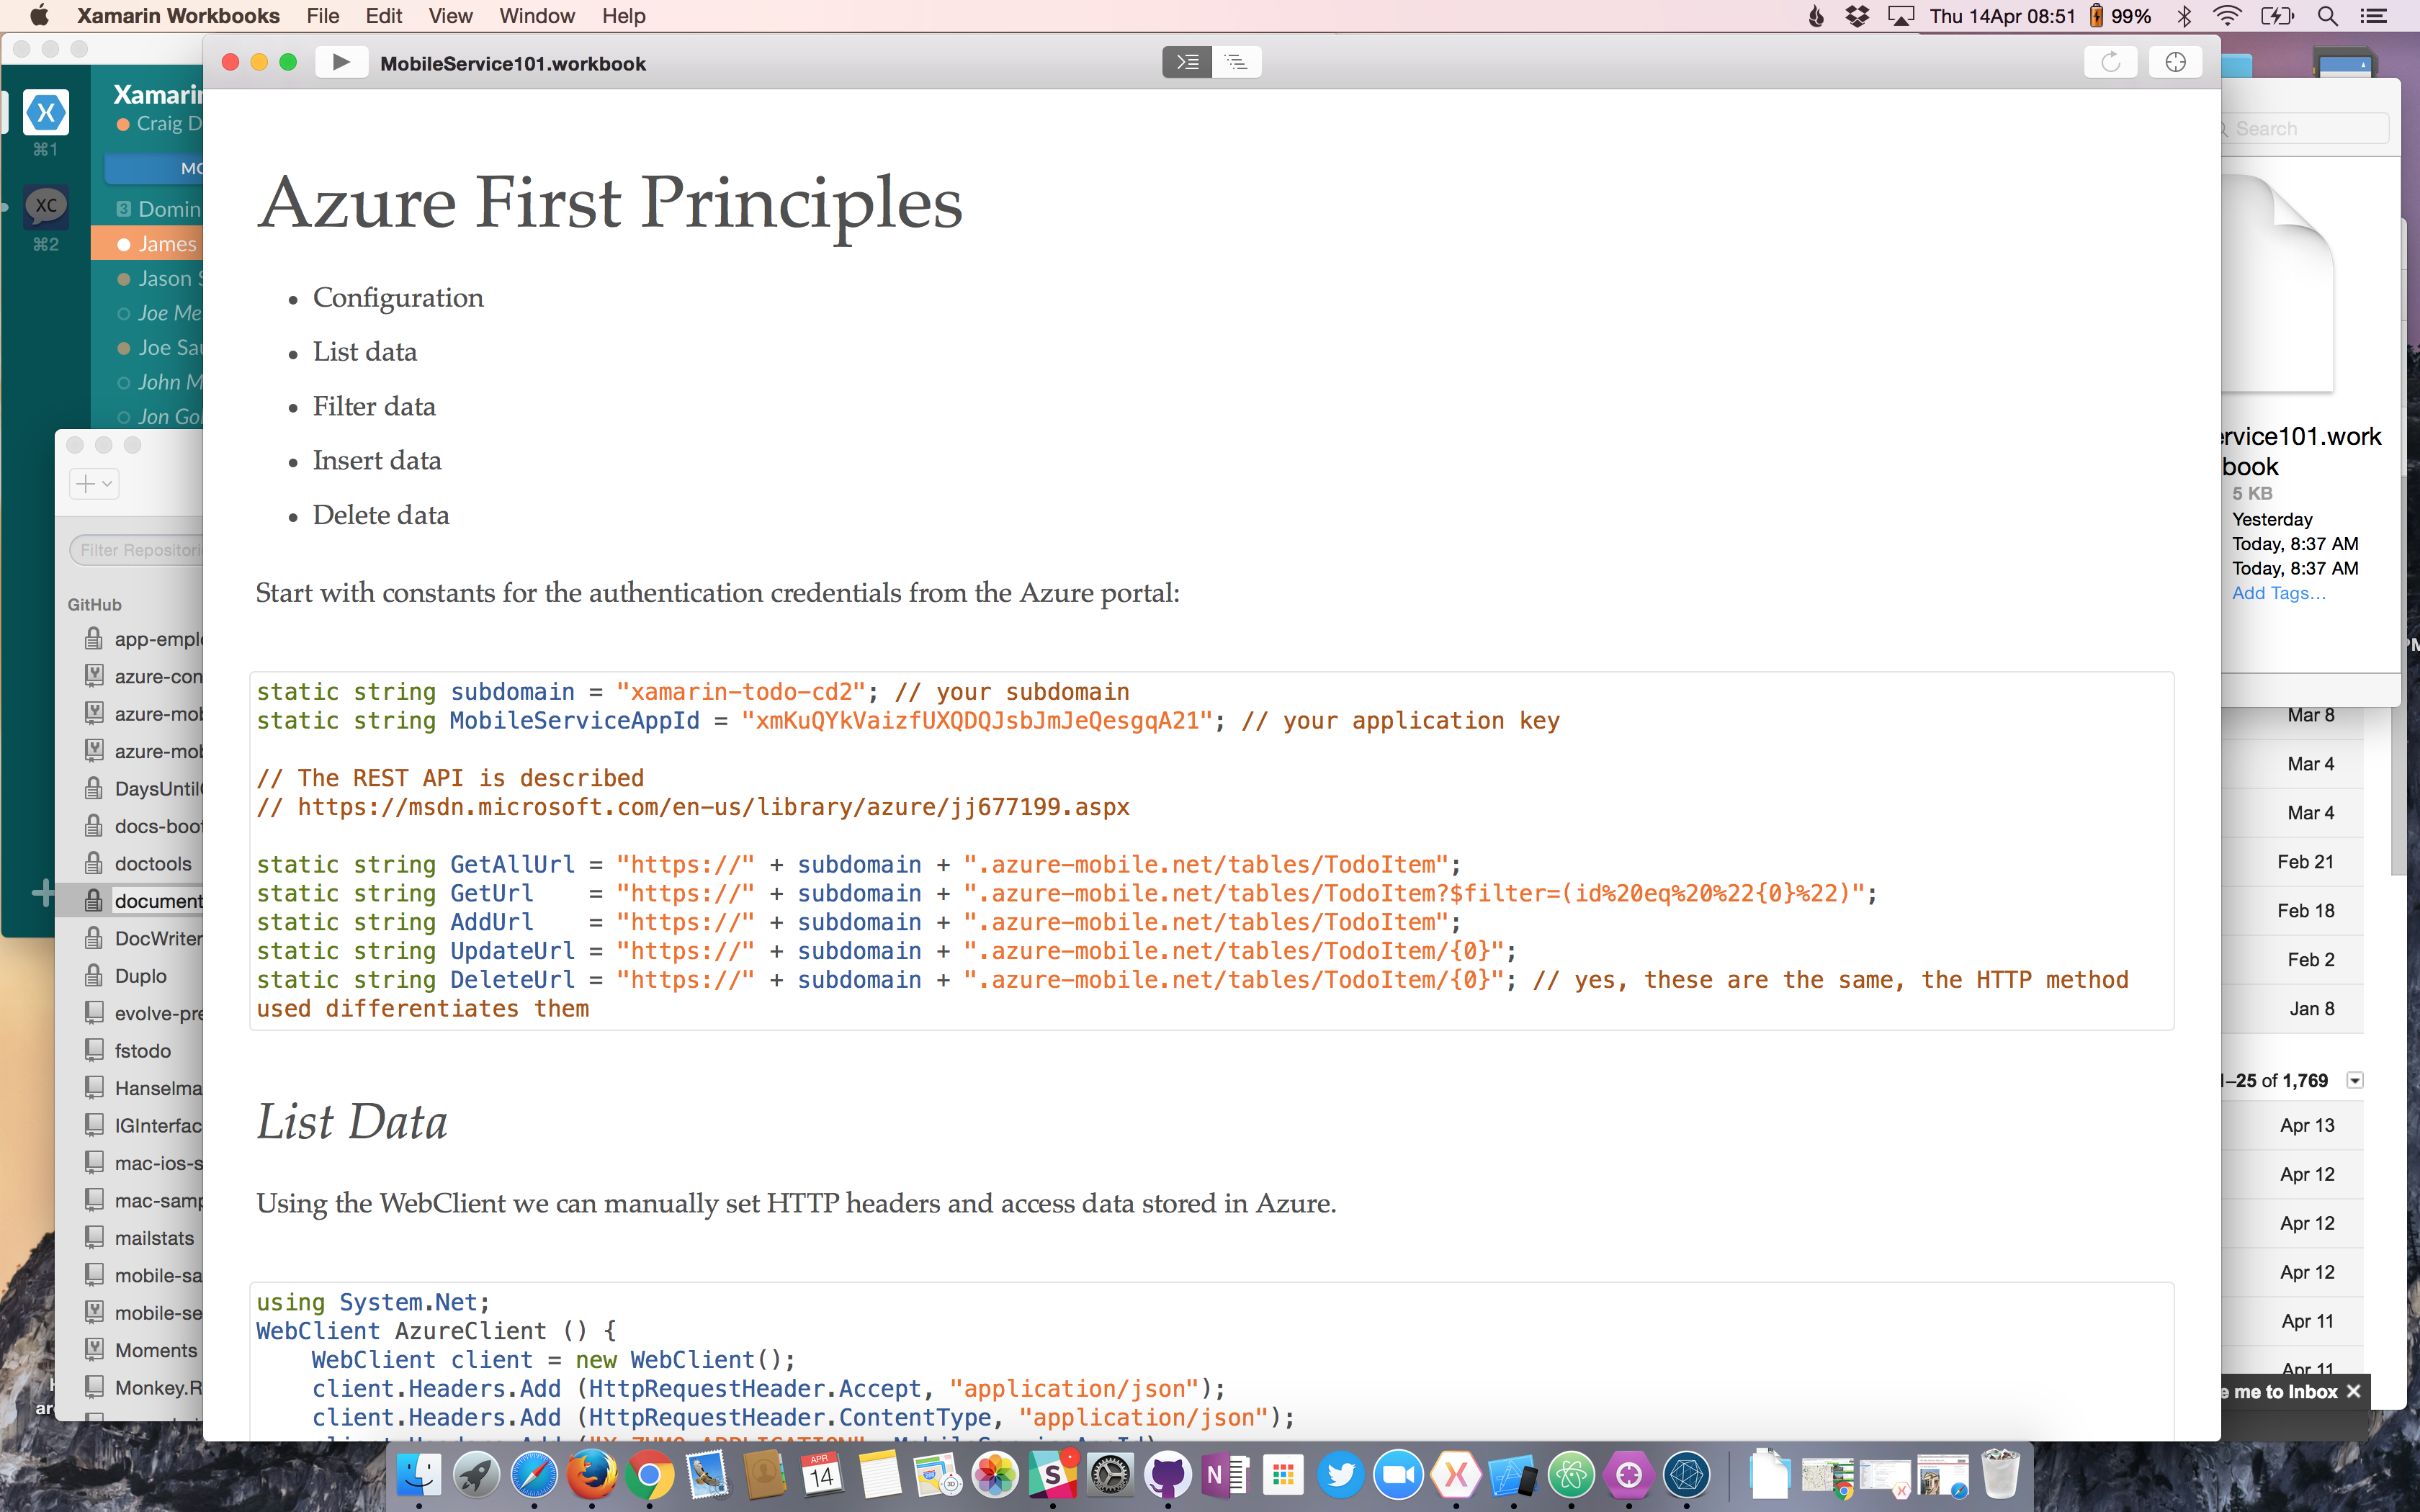 Xamarin Workbooks File Edit View Window Help
Thu 14Apr 08:51 99%
MobileService101.workbook
Xamarin
Craig D
⌘1
XC
⌘2
3 Domin
James
Jason S
Joe Me
Joe Sau
John M
Jon Gol
Filter Repositori
GitHub
app-empl
azure-con
azure-mob
azure-mob
DaysUntil
docs-boot
doctools
document
DocWriter
Duplo
evolve-pre
fstodo
Hanselma
IGInterfac
mac-ios-s
mac-samp
mailstats
mobile-sa
mobile-se
Moments
Monkey.R
Azure First Principles
• Configuration
• List data
• Filter data
• Insert data
• Delete data
Start with constants for the authentication credentials from the Azure portal:
static string subdomain = "xamarin-todo-cd2"; // your subdomain
static string MobileServiceAppId = "xmKuQYkVaizfUXQDQJsbJmJeQesgqA21"; // your application key
// The REST API is described
// https://msdn.microsoft.com/en-us/library/azure/jj677199.aspx
static string GetAllUrl = "https://" + subdomain + ".azure-mobile.net/tables/TodoItem";
static string GetUrl    = "https://" + subdomain + ".azure-mobile.net/tables/TodoItem?$filter=(id%20eq%20%22{0}%22)";
static string AddUrl    = "https://" + subdomain + ".azure-mobile.net/tables/TodoItem";
static string UpdateUrl = "https://" + subdomain + ".azure-mobile.net/tables/TodoItem/{0}";
static string DeleteUrl = "https://" + subdomain + ".azure-mobile.net/tables/TodoItem/{0}"; // yes, these are the same, the HTTP method
used differentiates them
List Data
Using the WebClient we can manually set HTTP headers and access data stored in Azure.
using System.Net;
WebClient AzureClient () {
    WebClient client = new WebClient();
    client.Headers.Add (HttpRequestHeader.Accept, "application/json");
    client.Headers.Add (HttpRequestHeader.ContentType, "application/json");
Search
ervice101.work
book
5 KB
Yesterday
Today, 8:37 AM
Today, 8:37 AM
Add Tags...
Mar 8
Mar 4
Mar 4
Feb 21
Feb 18
Feb 2
Jan 8
–25 of 1,769
Apr 13
Apr 12
Apr 12
Apr 12
Apr 11
Apr 11
e me to Inbox
APR
14